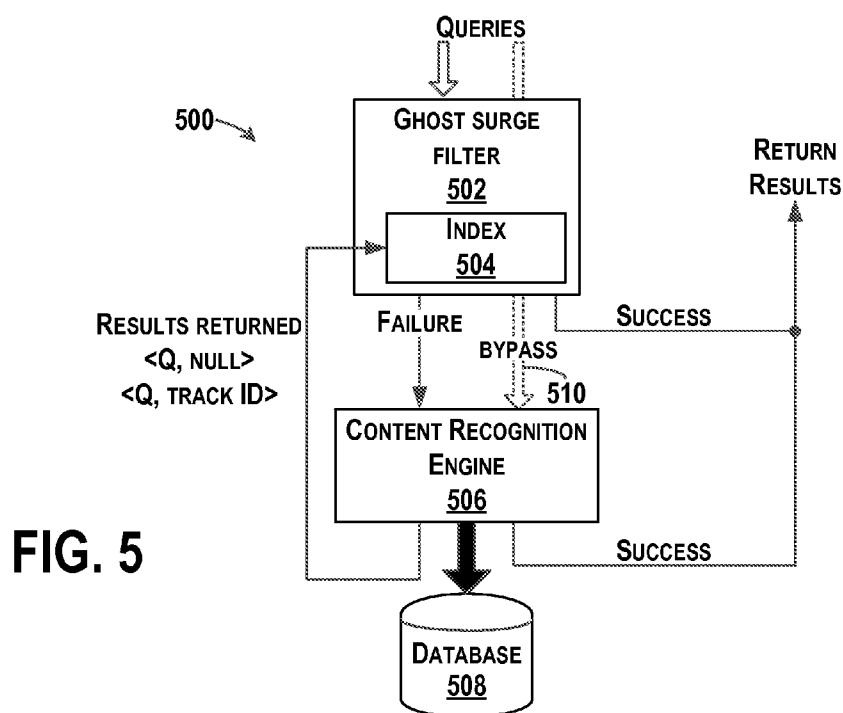 QUERIES
500
GHOST SURGE
FILTER
502
INDEX
504
RETURN
RESULTS
RESULTS RETURNED
<Q, NULL>
<Q, TRACK ID>
FAILURE
BYPASS
510
SUCCESS
CONTENT RECOGNITION
ENGINE
506
SUCCESS
FIG. 5
DATABASE
508